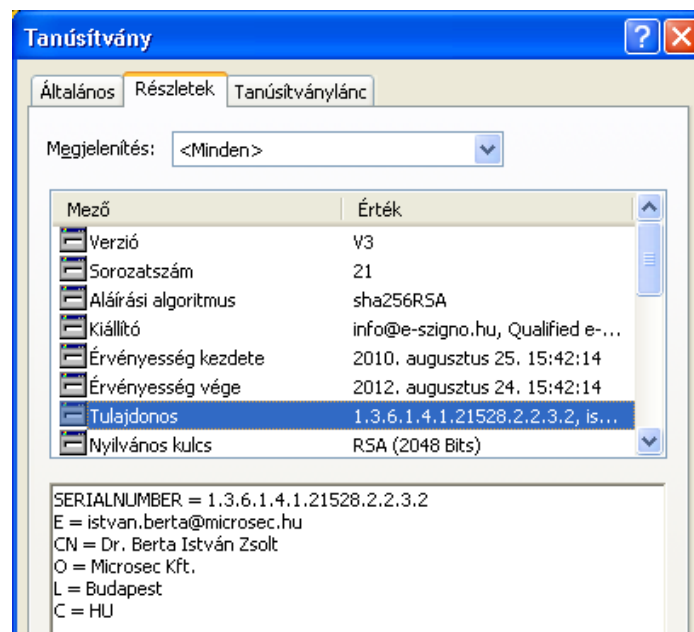 Tanúsítvány
Általános Részletek Tanúsítványlánc
Megjelenítés: <Minden>
Mező Érték
Verzió V3
Sorozatszám 21
Aláírási algoritmus sha256RSA
Kiállító info@e-szigno.hu, Qualified e-...
Érvényesség kezdete 2010. augusztus 25. 15:42:14
Érvényesség vége 2012. augusztus 24. 15:42:14
Tulajdonos 1.3.6.1.4.1.21528.2.2.3.2, is...
Nyilvános kulcs RSA (2048 Bits)
SERIALNUMBER = 1.3.6.1.4.1.21528.2.2.3.2
E = istvan.berta@microsec.hu
CN = Dr. Berta István Zsolt
O = Microsec Kft.
L = Budapest
C = HU